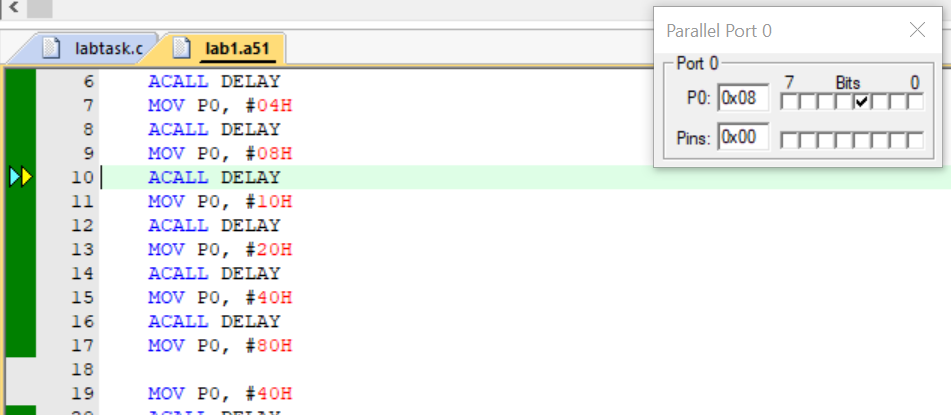 <
labtask.c lab1.a51
6 ACALL DELAY
7 MOV P0, #04H
8 ACALL DELAY
9 MOV P0, #08H
10 ACALL DELAY
11 MOV P0, #10H
12 ACALL DELAY
13 MOV P0, #20H
14 ACALL DELAY
15 MOV P0, #40H
16 ACALL DELAY
17 MOV P0, #80H
18
19 MOV P0, #40H
20 ACALL DELAY
Parallel Port 0
Port 0
7 Bits 0
P0: 0x08
Pins: 0x00